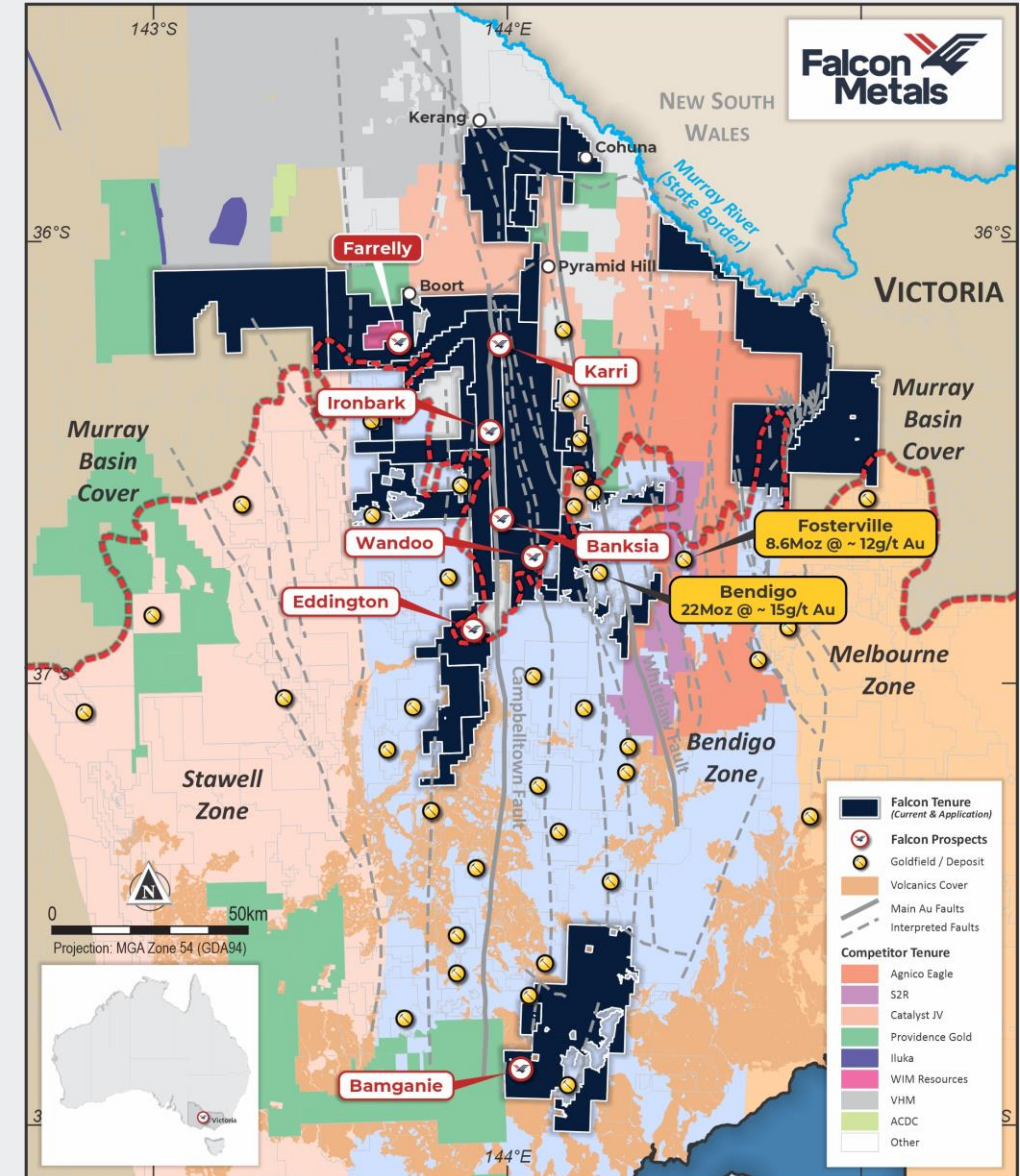 143°S
144°E
Falcon
Metals
NEW SOUTH
WALES
Kerang
Cohuna
Murray River
(State Border)
36°S
36°S
Farrelly
Pyramid Hill
VICTORIA
Boort
Karri
Ironbark
Murray
Basin
Cover
Murray
Basin
Cover
Wandoo
Banksia
Fosterville
8.6Moz @ ~ 12g/t Au
Bendigo
22Moz @ ~ 15g/t Au
Eddington
37°S
Melbourne
Zone
Campbelltown Fault
Whitelaw Fault
Bendigo
Zone
Stawell
Zone
N
0 50km
Projection: MGA Zone 54 (GDA94)
Victoria
Bamganie
144°E
Falcon Tenure
(Current & Application)
Falcon Prospects
Goldfield / Deposit
Volcanics Cover
Main Au Faults
Interpreted Faults
Competitor Tenure
Agnico Eagle
S2R
Catalyst JV
Providence Gold
Iluka
WIM Resources
VHM
ACDC
Other